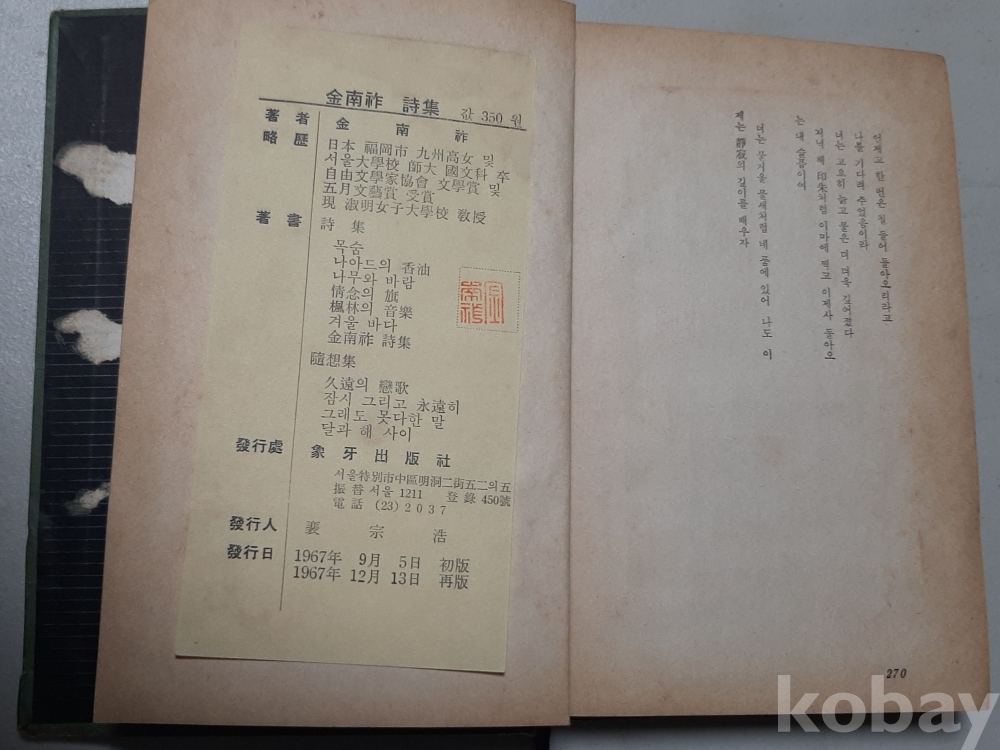 金南祚 詩集 값 350 원
著者 金南祚
略歷 日本 福岡市 九州高女 및
서울大學校 師大 國文科 卒
自由文學家協會 文學賞 및
五月文藝賞 受賞
現 淑明女子大學校 敎授
著書 詩集
목숨
나아드의 香油
나무와 바람
情念의 旗
楓林의 音樂
겨울 바다
金南祚 詩集
隨想集
久遠의 戀歌
잠시 그리고 永遠히
그래도 못다한 말
달과 해 사이
發行處 象牙出版社
서울特別市中區明洞二街五二의五
振替서울 1211 登錄 450號
電話 (23) 2037
發行人 裵宗浩
發行日 1967年 9月 5日 初版
1967年 12月 13日 再版
언제고 한 번은 철 들어 돌아오리라고
나를 기다려 주었음이라
너는 고요히 늙고 물은 더 더욱 깊어졌다
저녁 해 印朱처럼 이마에 찍고 이제사 돌아오
는 내 슬픔이여
너는 물거울 물새처럼 네 품에 있어 나도 이
제는 靜寂의 깊이를 배우자
270
kobay